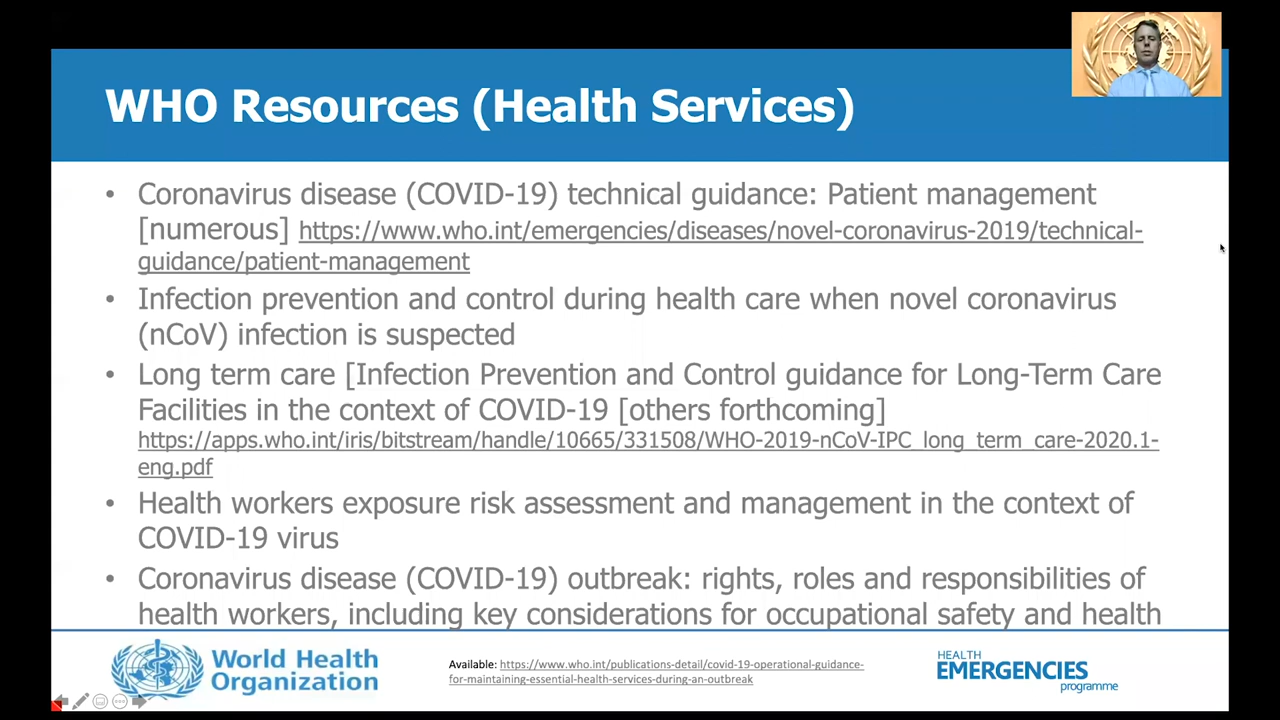 WHO Resources (Health Services)
• Coronavirus disease (COVID-19) technical guidance: Patient management
[numerous] https://www.who.int/emergencies/diseases/novel-coronavirus-2019/technical-
guidance/patient-management
• Infection prevention and control during health care when novel coronavirus
(nCoV) infection is suspected
• Long term care [Infection Prevention and Control guidance for Long-Term Care
Facilities in the context of COVID-19 [others forthcoming]
https://apps.who.int/iris/bitstream/handle/10665/331508/WHO-2019-nCoV-IPC_long_term_care-2020.1-
eng.pdf
• Health workers exposure risk assessment and management in the context of
COVID-19 virus
• Coronavirus disease (COVID-19) outbreak: rights, roles and responsibilities of
health workers, including key considerations for occupational safety and health
World Health
Organization
Available: https://www.who.int/publications-detail/covid-19-operational-guidance-
for-maintaining-essential-health-services-during-an-outbreak
HEALTH
EMERGENCIES
programme